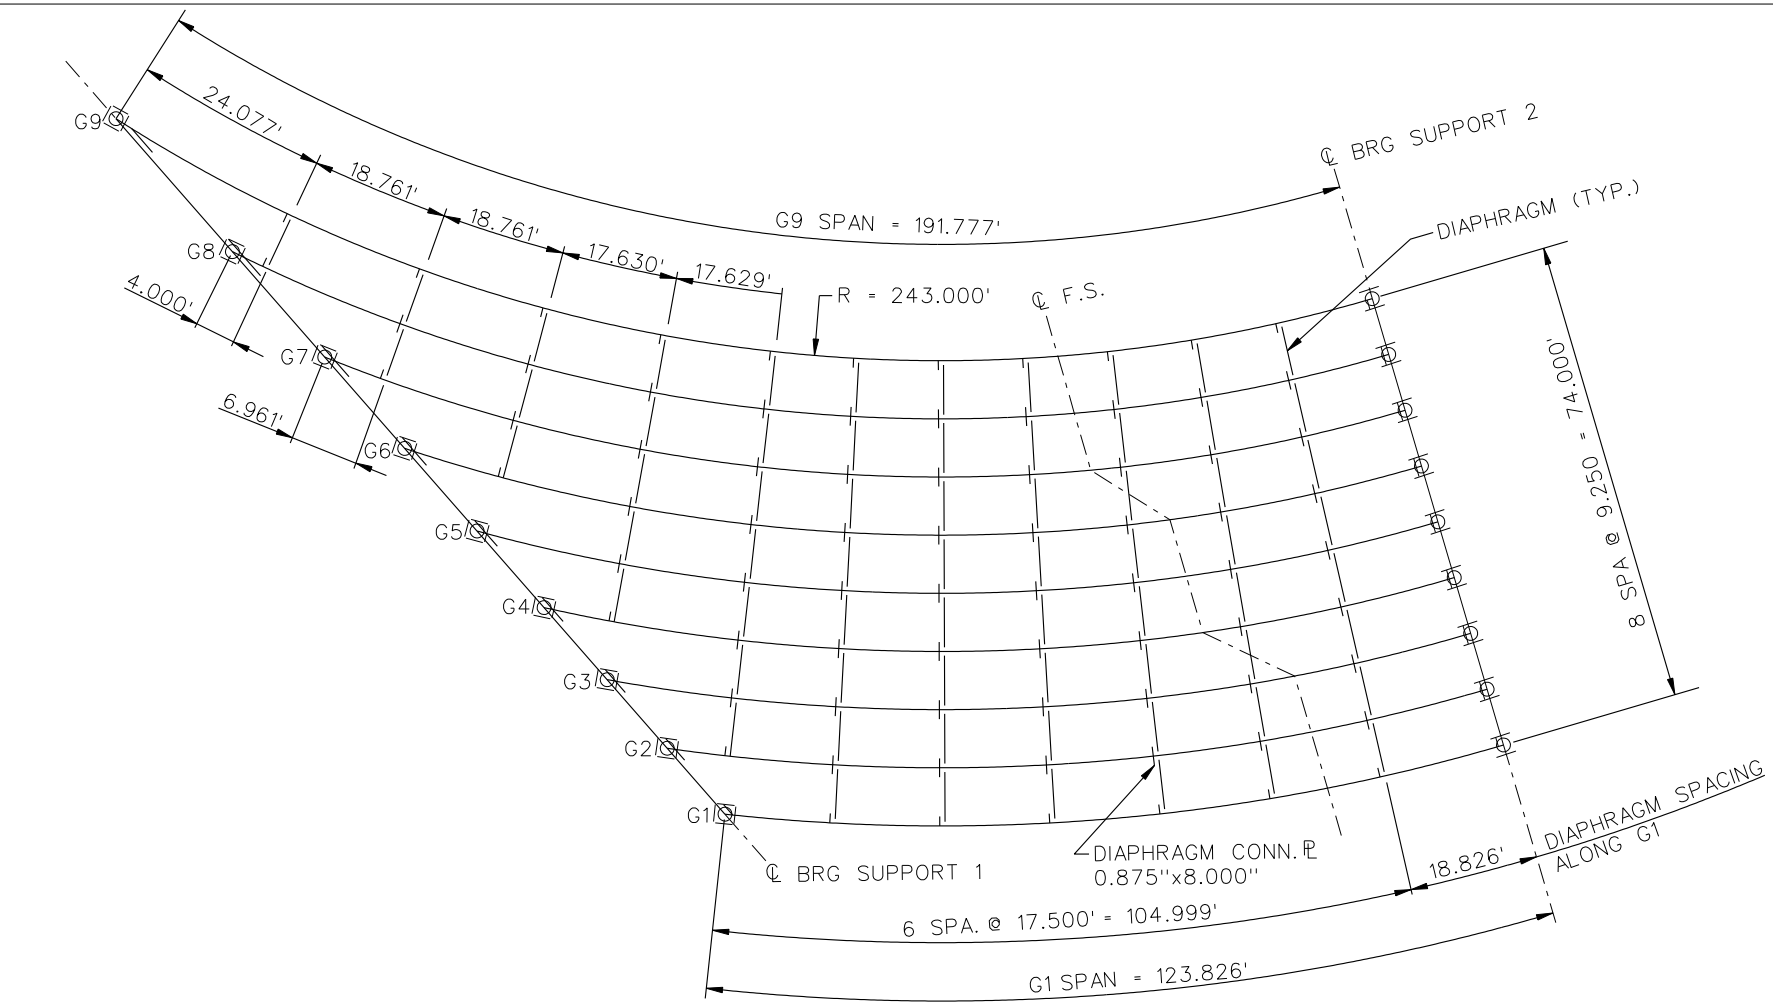 ℄ BRG SUPPORT 2
24.077'
G9
18.761'
DIAPHRAGM (TYP.)
18.761'
G9 SPAN = 191.777'
G8
17.630'
17.629'
4.000'
R = 243.000'
℄ F.S.
G7
8 SPA @ 9.250 = 74.000'
6.961'
G6
G5
G4
G3
G2
G1
DIAPHRAGM SPACING
ALONG G1
℄ BRG SUPPORT 1
DIAPHRAGM CONN. ⅊
0.875"x8.000"
18.826'
6 SPA. @ 17.500' = 104.999'
G1 SPAN = 123.826'